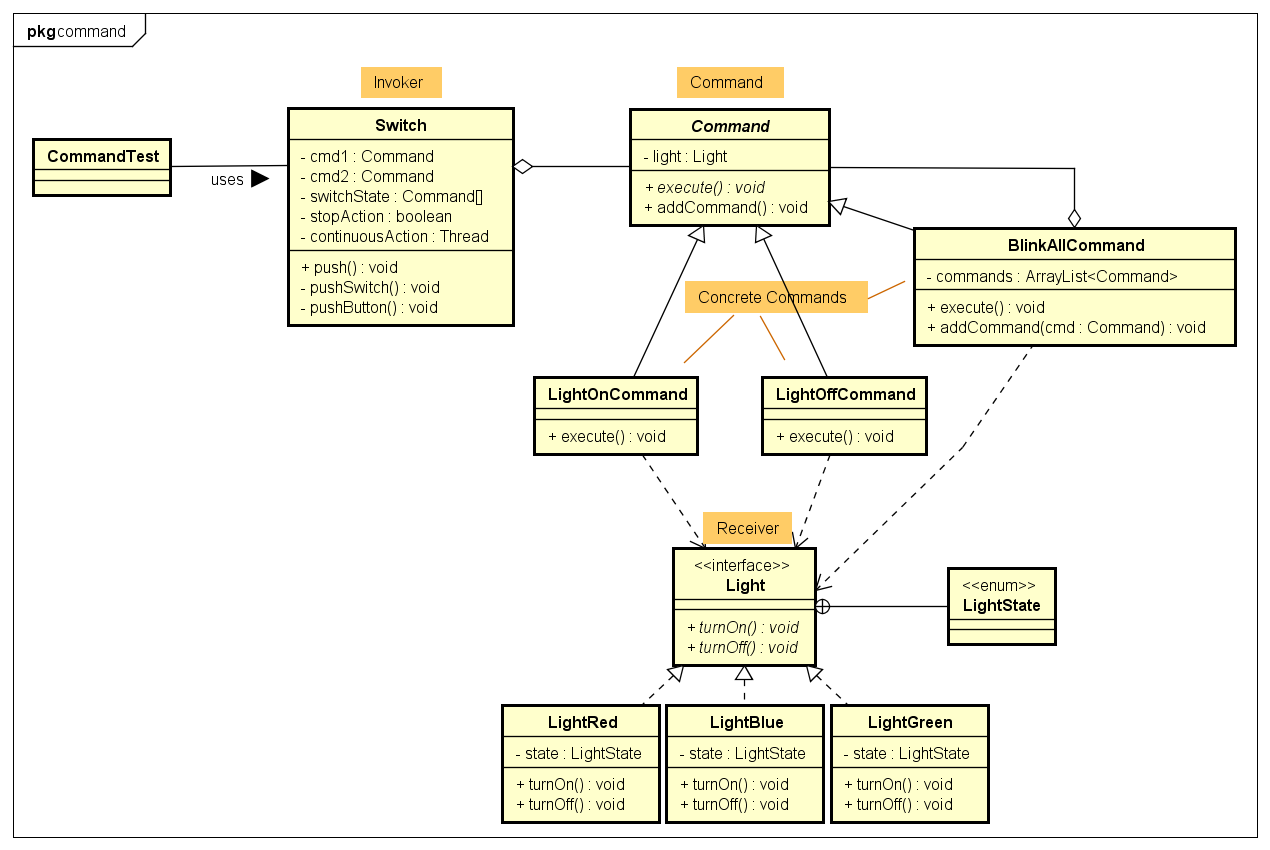 pkg command
Invoker
Command
CommandTest
uses
Switch
- cmd1 : Command
- cmd2 : Command
- switchState : Command[]
- stopAction : boolean
- continuousAction : Thread
+ push() : void
- pushSwitch() : void
- pushButton() : void
Command
- light : Light
+ execute() : void
+ addCommand() : void
BlinkAllCommand
- commands : ArrayList<Command>
+ execute() : void
+ addCommand(cmd : Command) : void
Concrete Commands
LightOnCommand
+ execute() : void
LightOffCommand
+ execute() : void
Receiver
<<interface>>
Light
+ turnOn() : void
+ turnOff() : void
<<enum>>
LightState
LightRed
- state : LightState
+ turnOn() : void
+ turnOff() : void
LightBlue
- state : LightState
+ turnOn() : void
+ turnOff() : void
LightGreen
- state : LightState
+ turnOn() : void
+ turnOff() : void